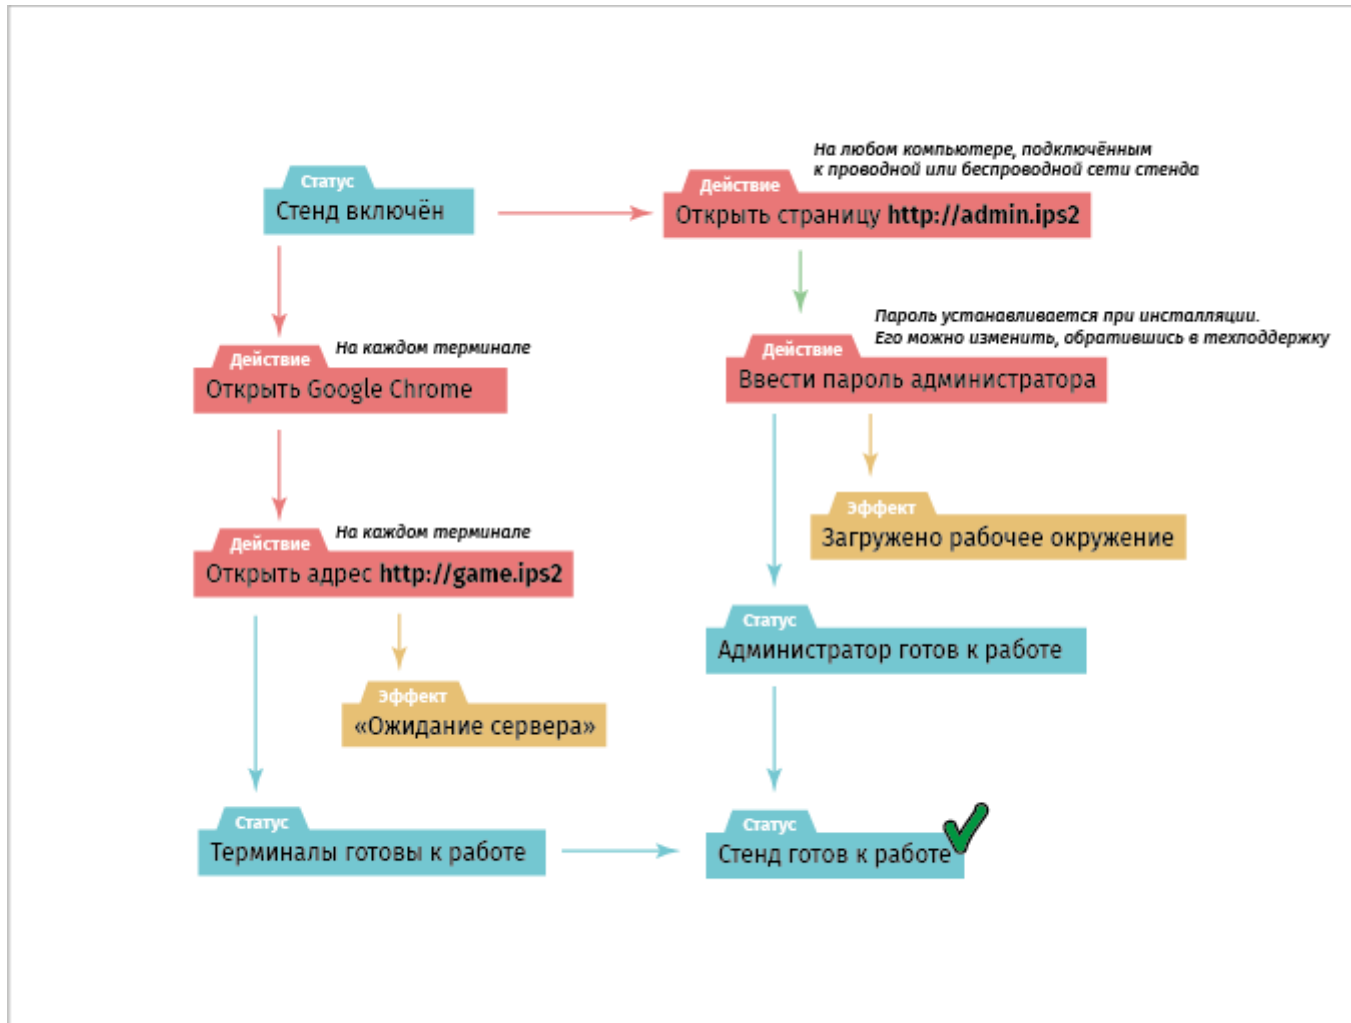 На любом компьютере, подключённым
к проводной или беспроводной сети стенда
Статус
Стенд включён
Действие
Открыть страницу http://admin.ips2
Пароль устанавливается при инсталляции.
Его можно изменить, обратившись в техподдержку
На каждом терминале
Действие
Открыть Google Chrome
Действие
Ввести пароль администратора
Эффект
Загружено рабочее окружение
На каждом терминале
Действие
Открыть адрес http://game.ips2
Статус
Администратор готов к работе
Эффект
«Ожидание сервера»
Статус
Терминалы готовы к работе
Статус
Стенд готов к работе